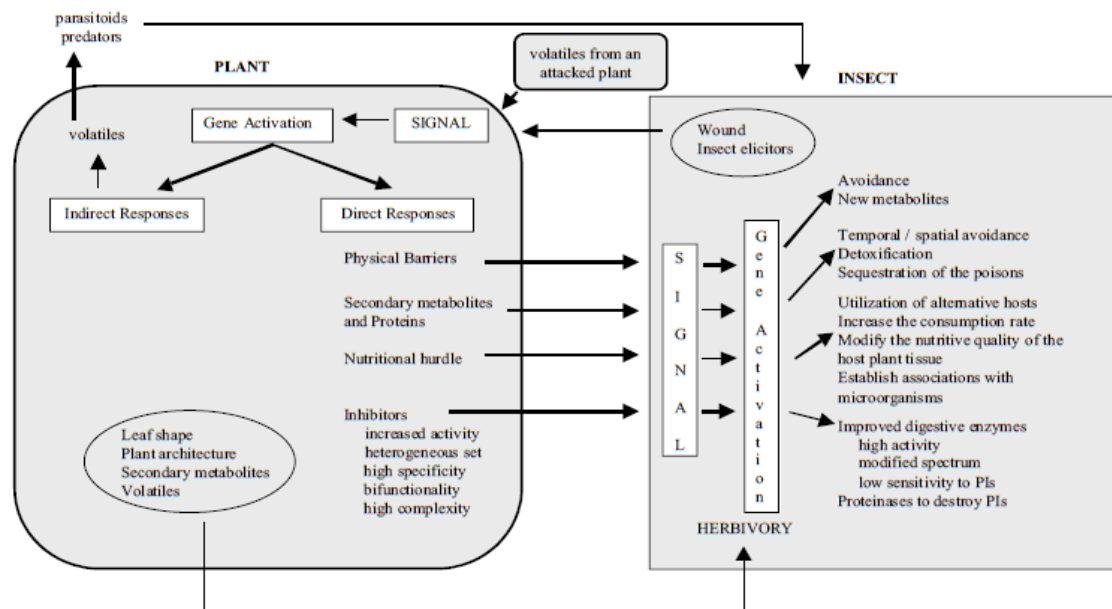 parasitoids
predators
PLANT
volatiles from an
attacked plant
INSECT
volatiles
Gene Activation
SIGNAL
Wound
Insect elicitors
Indirect Responses
Direct Responses
Physical Barriers
Secondary metabolites
and Proteins
Nutritional hurdle
Inhibitors
increased activity
heterogeneous set
high specificity
bifunctionality
high complexity
Leaf shape
Plant architecture
Secondary metabolites
Volatiles
SIGNAL
Gene Activation
Avoidance
New metabolites
Temporal / spatial avoidance
Detoxification
Sequestration of the poisons
Utilization of alternative hosts
Increase the consumption rate
Modify the nutritive quality of the
host plant tissue
Establish associations with
microorganisms
Improved digestive enzymes
high activity
modified spectrum
low sensitivity to PIs
Proteinases to destroy PIs
HERBIVORY